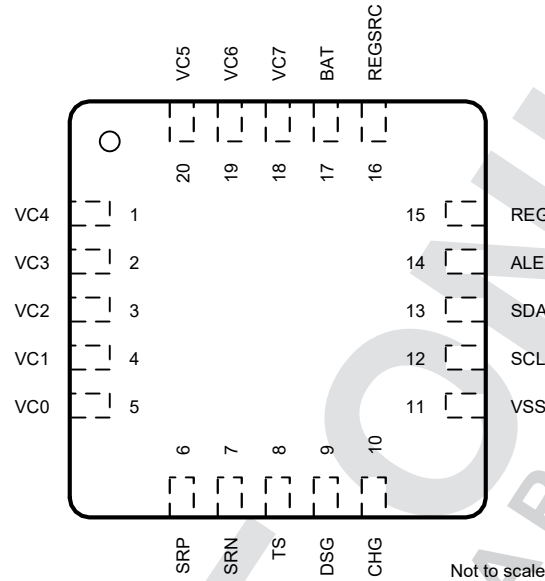 VC5 VC6 VC7 BAT REGSRC
20 19 18 17 16
VC4 1 15 REG
VC3 2 14 ALE
VC2 3 13 SDA
VC1 4 12 SCL
VC0 5 11 VSS
6 7 8 9 10
SRP SRN TS DSG CHG
Not to scale